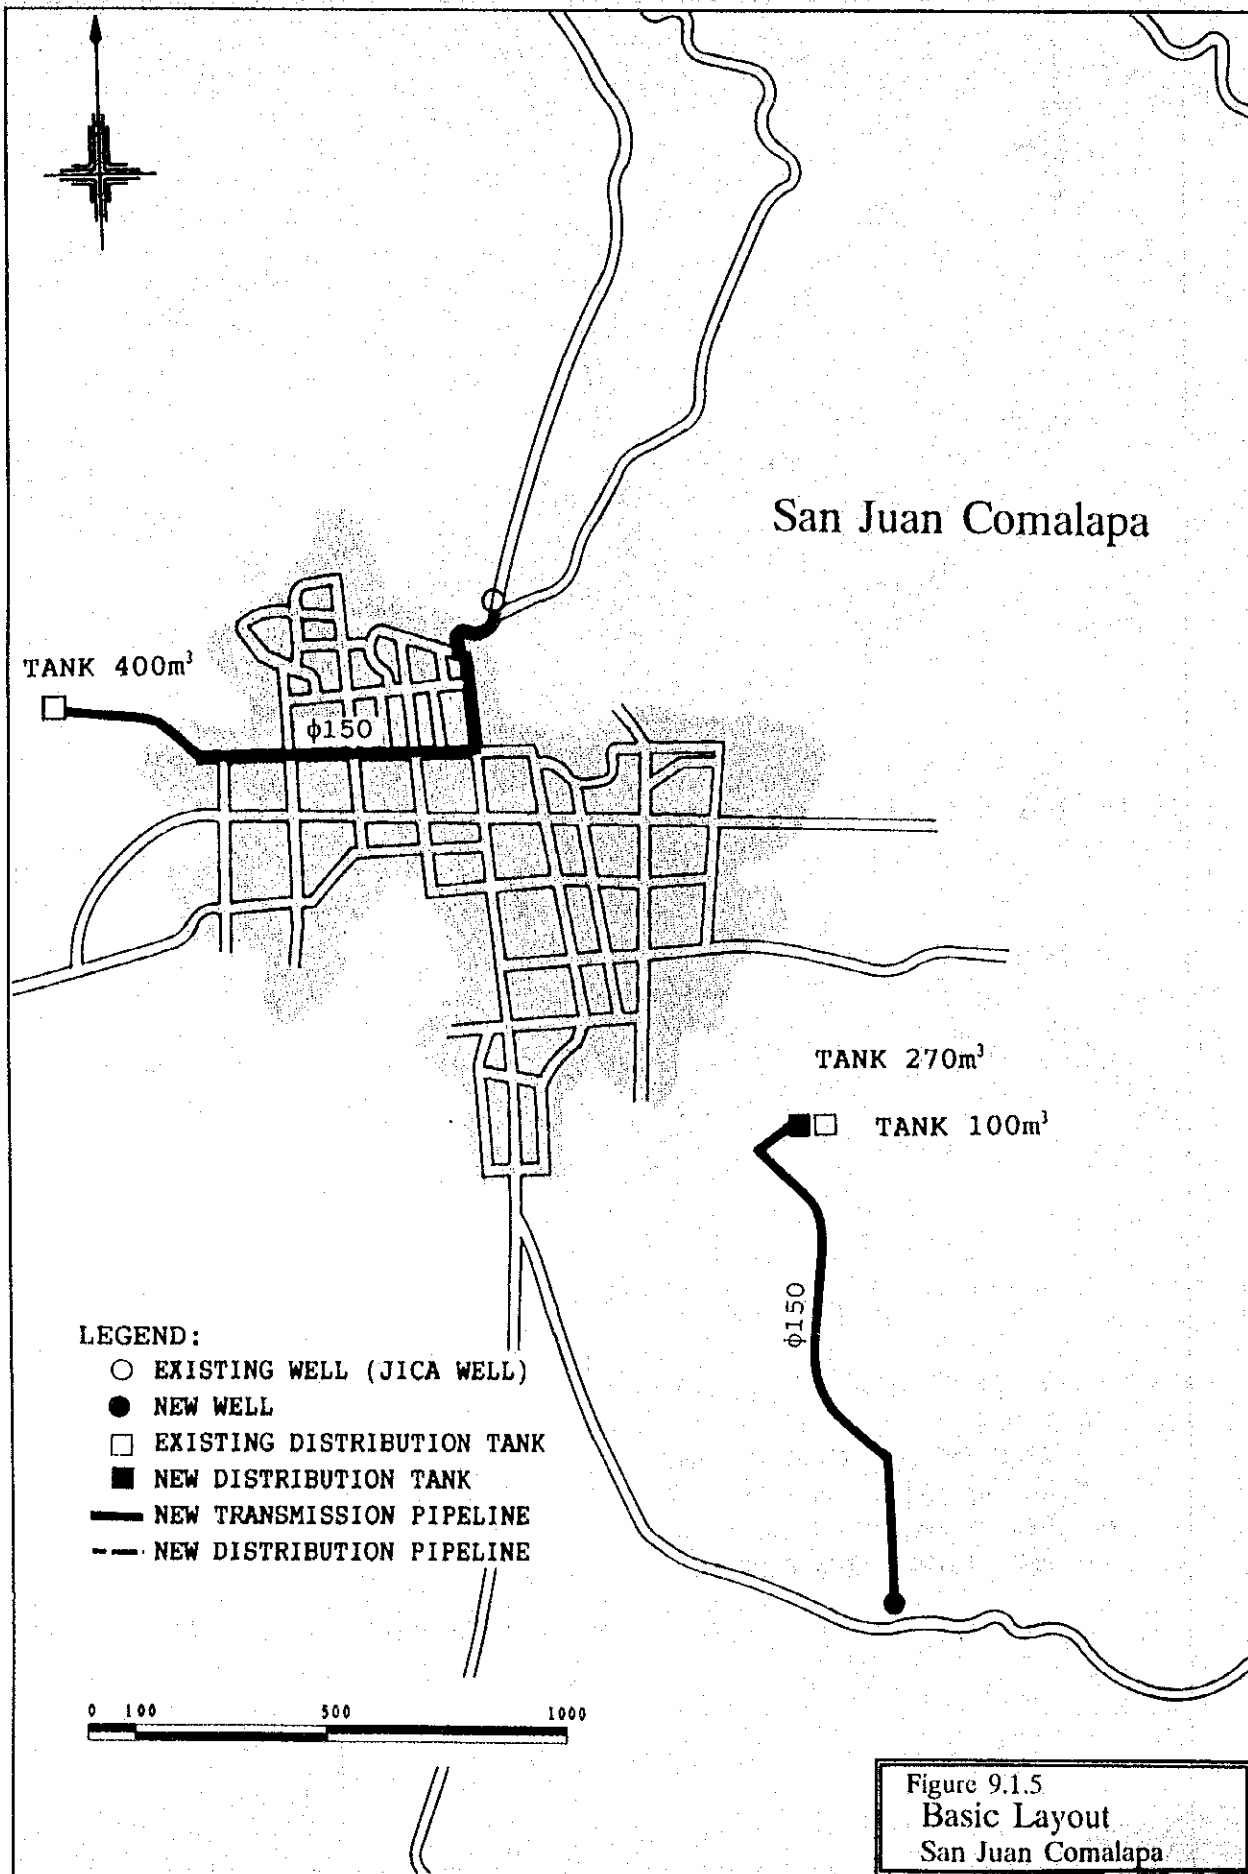 San Juan Comalapa
TANK 400m³
φ150
TANK 270m³
TANK 100m³
φ150
LEGEND:
EXISTING WELL (JICA WELL)
NEW WELL
EXISTING DISTRIBUTION TANK
NEW DISTRIBUTION TANK
NEW TRANSMISSION PIPELINE
NEW DISTRIBUTION PIPELINE
0 100 500 1000
Figure 9.1.5
Basic Layout
San Juan Comalapa